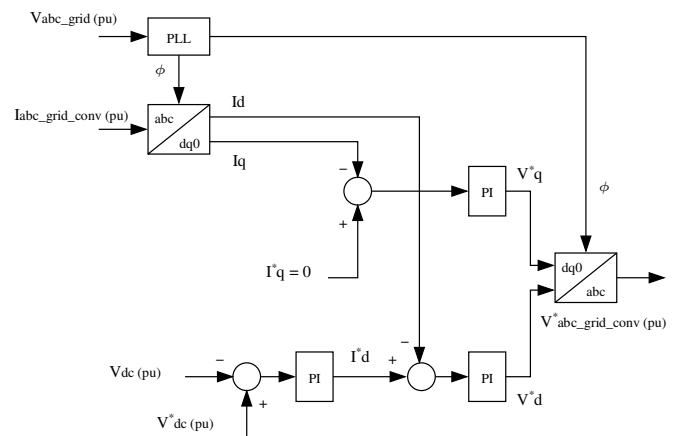 Vabc_grid (pu)
PLL
ϕ
Iabc_grid_conv (pu)
abc
dq0
Id
Iq
−
+
PI
V*q
ϕ
I*q = 0
dq0
abc
V*abc_grid_conv (pu)
−
Vdc (pu)
−
+
PI
I*d
+
PI
V*d
V*dc (pu)